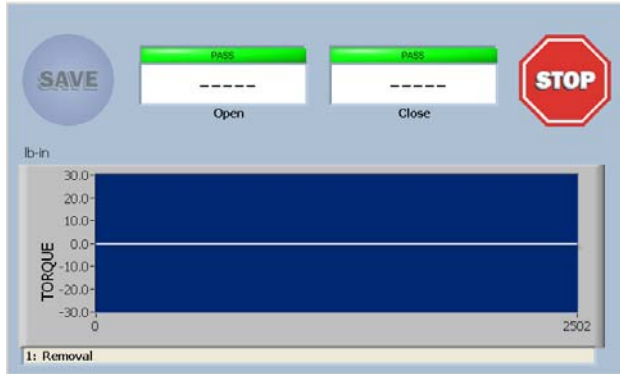 SAVE
PASS
-----
Open
PASS
-----
Close
STOP
lb-in
TORQUE
30.0
20.0
10.0
0.0
-10.0
-20.0
-30.0
0
2502
1: Removal